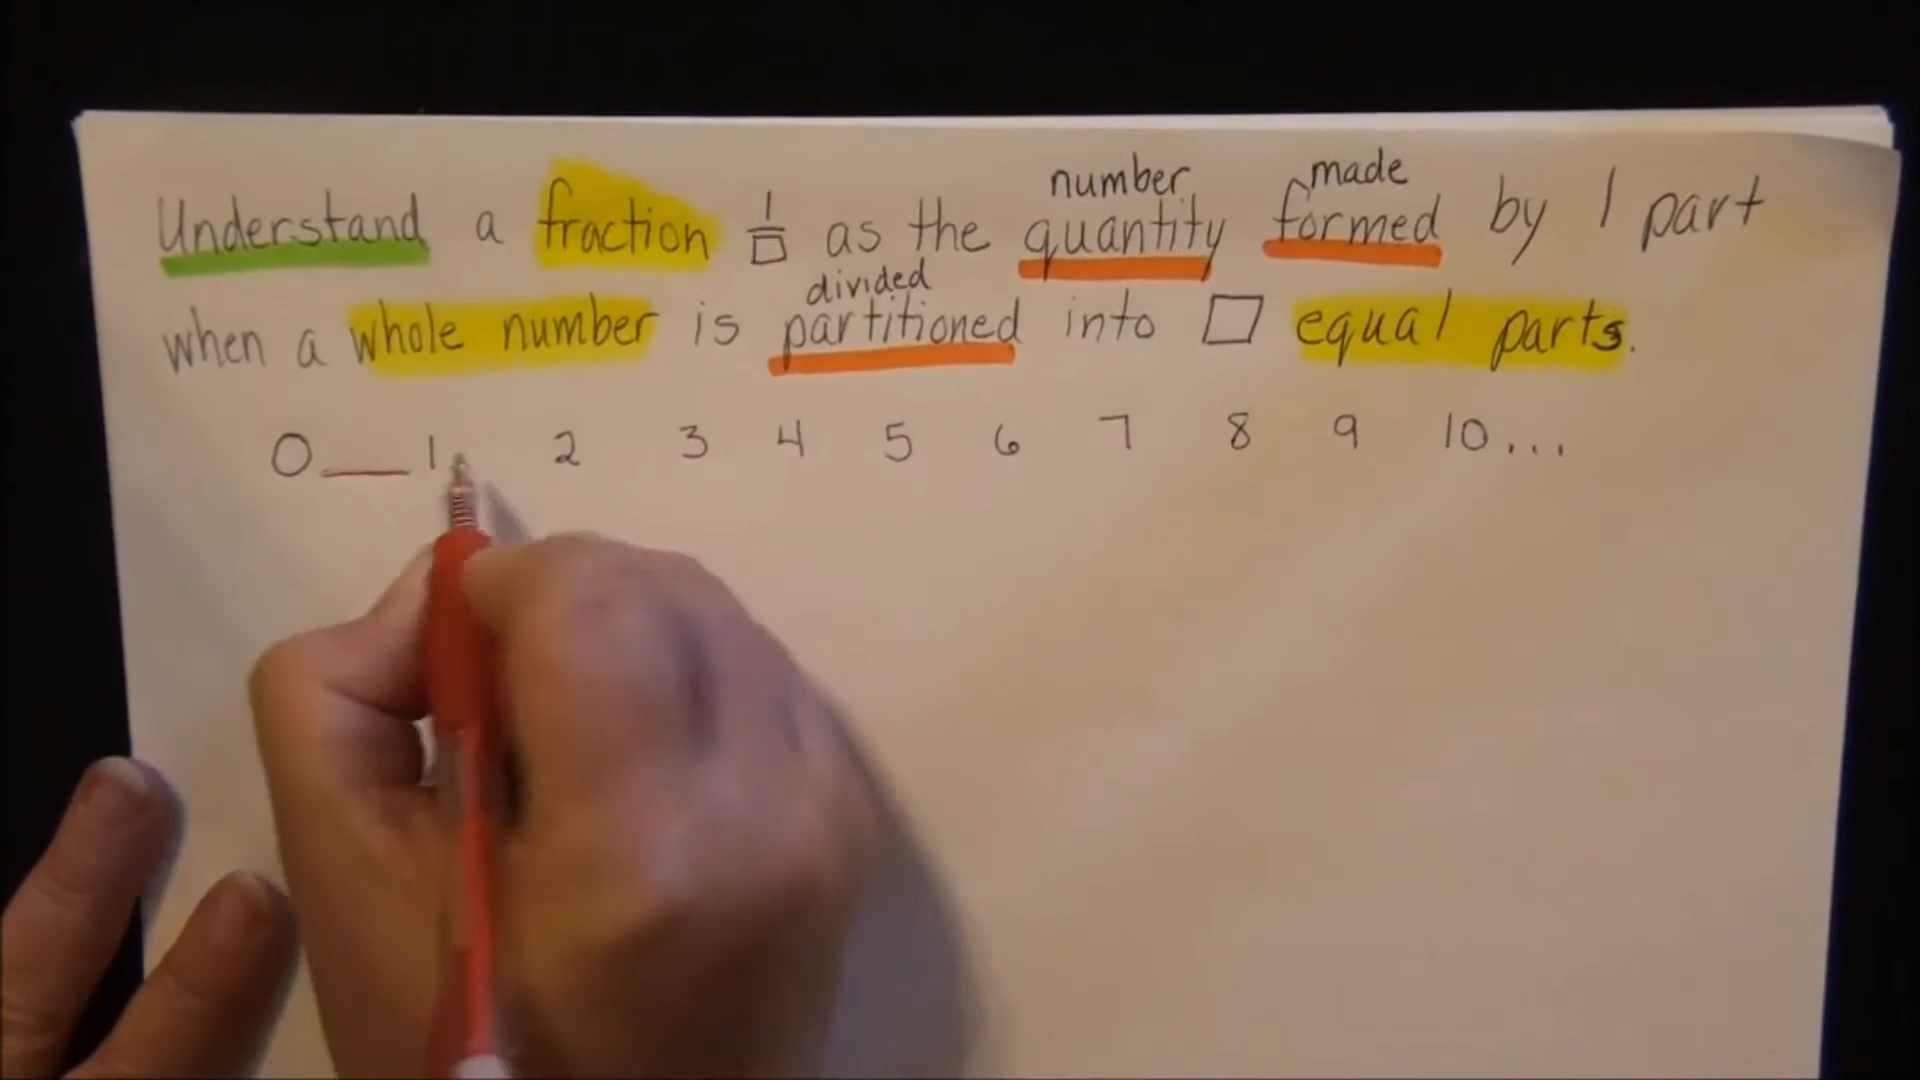 number made
Understand a fraction 1/□ as the quantity formed by 1 part
divided
when a whole number is partitioned into □ equal parts.
0 __ 1 2 3 4 5 6 7 8 9 10...